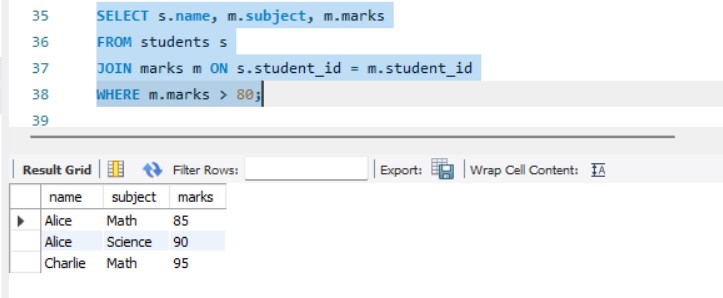 35 SELECT s.name, m.subject, m.marks
36 FROM students s
37 JOIN marks m ON s.student_id = m.student_id
38 WHERE m.marks > 80;
39
Result Grid Filter Rows: Export: Wrap Cell Content: IA
name subject marks
Alice Math 85
Alice Science 90
Charlie Math 95